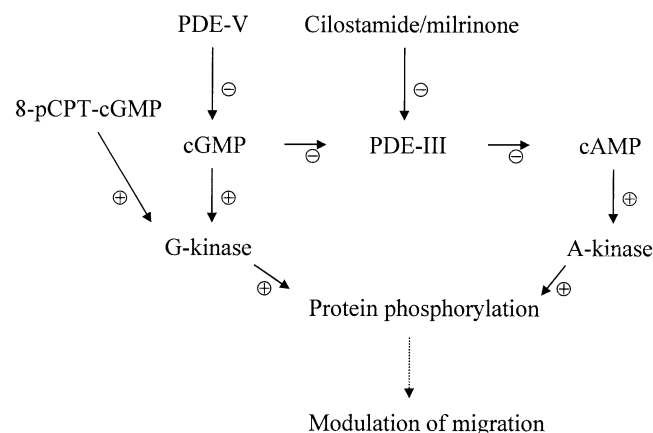 PDE-V Cilostamide/milrinone
⊖ ⊖
8-pCPT-cGMP
cGMP ⊖ PDE-III ⊖ cAMP
⊕ ⊕ ⊕
G-kinase A-kinase
⊕ ⊕
Protein phosphorylation
Modulation of migration